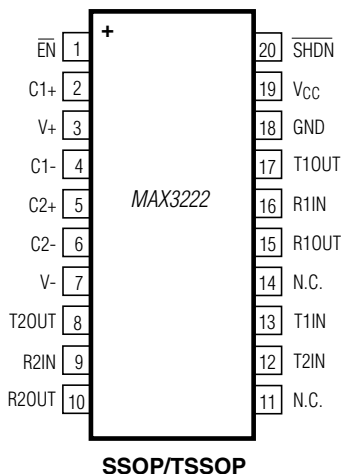 +
EN 1 20 SHDN
C1+ 2 19 VCC
V+ 3 18 GND
C1- 4 17 T1OUT
C2+ 5 MAX3222 16 R1IN
C2- 6 15 R1OUT
V- 7 14 N.C.
T2OUT 8 13 T1IN
R2IN 9 12 T2IN
R2OUT 10 11 N.C.
SSOP/TSSOP